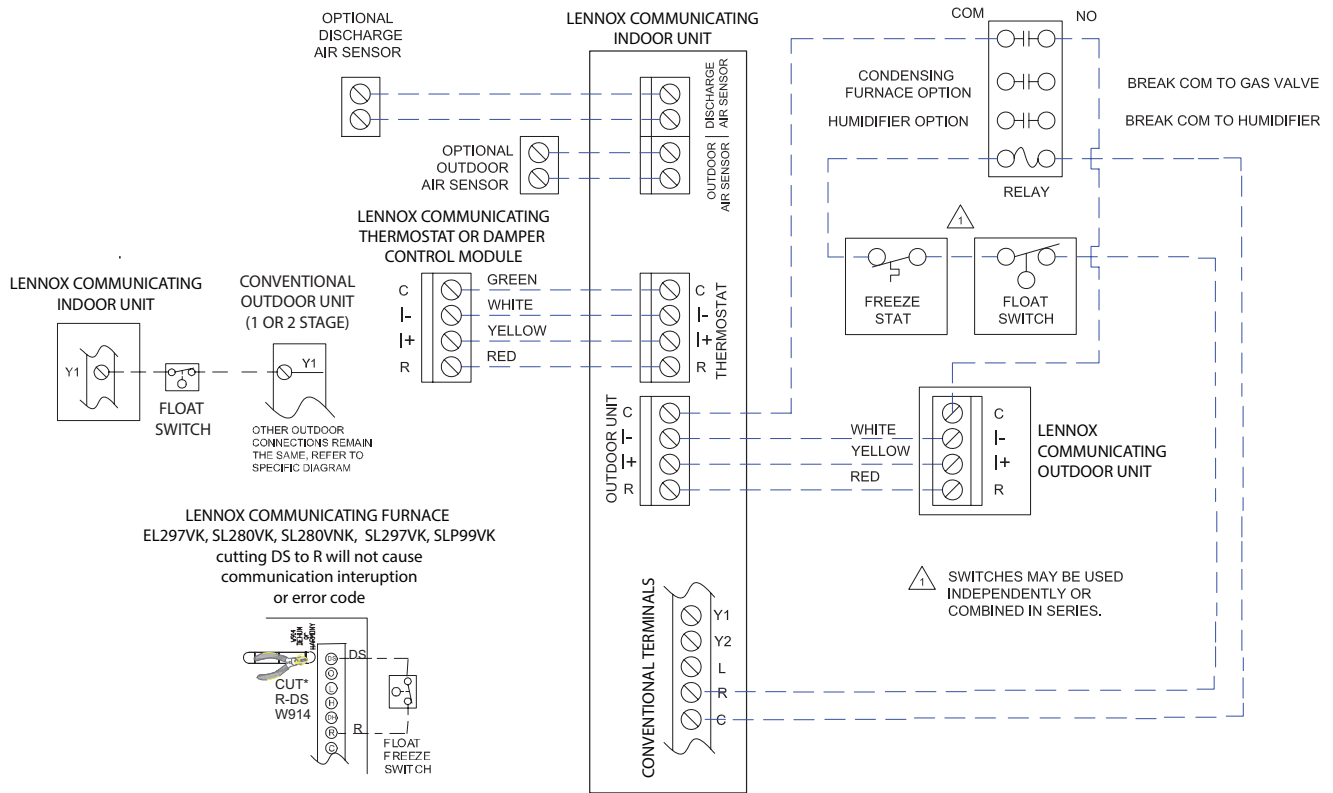 OPTIONAL
DISCHARGE
AIR SENSOR
LENNOX COMMUNICATING
INDOOR UNIT
DISCHARGE
AIR SENSOR
OPTIONAL
OUTDOOR
AIR SENSOR
OUTDOOR
AIR SENSOR
COM
NO
CONDENSING
FURNACE OPTION
BREAK COM TO GAS VALVE
HUMIDIFIER OPTION
BREAK COM TO HUMIDIFIER
RELAY
1
FREEZE
STAT
FLOAT
SWITCH
LENNOX COMMUNICATING
THERMOSTAT OR DAMPER
CONTROL MODULE
C
I-
I+
R
GREEN
WHITE
YELLOW
RED
C
I-
I+
R
THERMOSTAT
LENNOX COMMUNICATING
INDOOR UNIT
Y1
FLOAT
SWITCH
CONVENTIONAL
OUTDOOR UNIT
(1 OR 2 STAGE)
Y1
OTHER OUTDOOR
CONNECTIONS REMAIN
THE SAME, REFER TO
SPECIFIC DIAGRAM
OUTDOOR UNIT
C
I-
I+
R
WHITE
YELLOW
RED
C
I-
I+
R
LENNOX
COMMUNICATING
OUTDOOR UNIT
1 SWITCHES MAY BE USED
INDEPENDENTLY OR
COMBINED IN SERIES.
LENNOX COMMUNICATING FURNACE
EL297VK, SL280VK, SL280VNK, SL297VK, SLP99VK
cutting DS to R will not cause
communication interuption
or error code
W914
DEHUM
OR
HARMONY
CUT*
R-DS
W914
DS
O
L
H
DH
R
C
DS
R
FLOAT
FREEZE
SWITCH
CONVENTIONAL TERMINALS
Y1
Y2
L
R
C